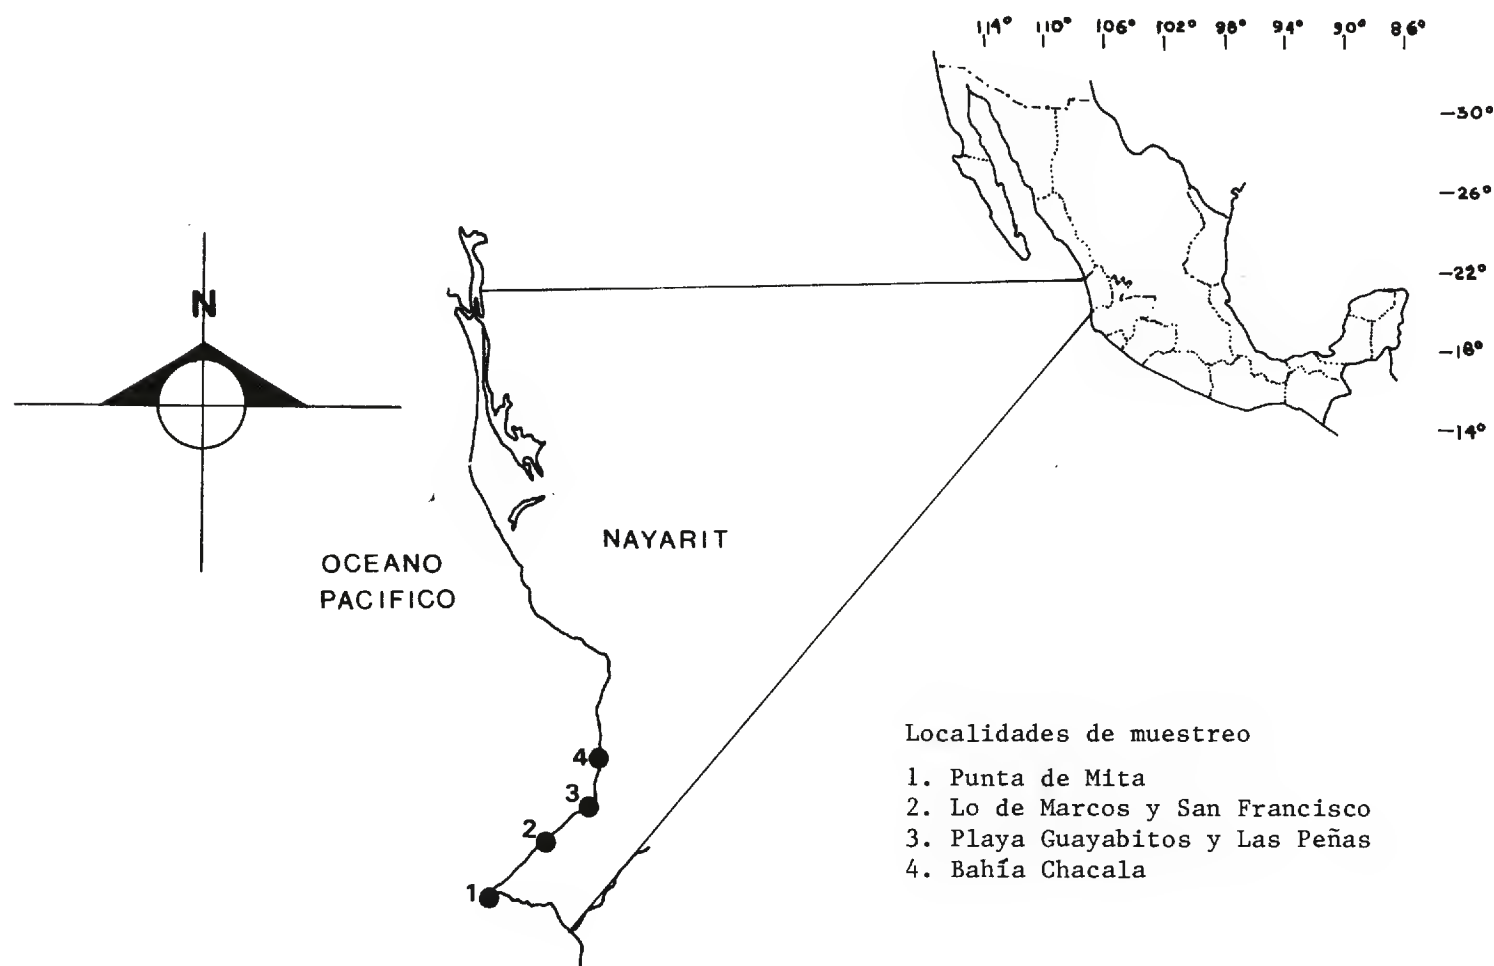 114° 110° 106° 102° 98° 94° 90° 86°
30°
26°
22°
18°
14°
N
NAYARIT
OCEANO
PACIFICO
4
3
2
1
Localidades de muestreo
1. Punta de Mita
2. Lo de Marcos y San Francisco
3. Playa Guayabitos y Las Peñas
4. Bahía Chacala